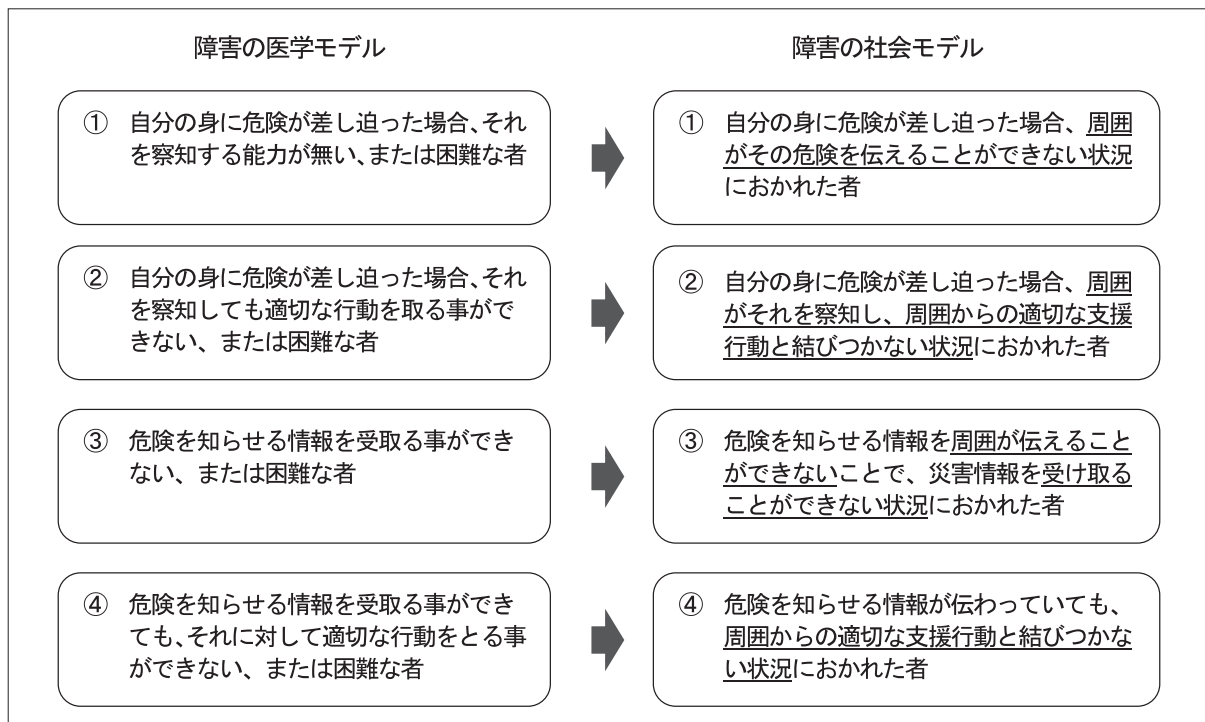 障害の医学モデル
障害の社会モデル
① 自分の身に危険が差し迫った場合、それ
を察知する能力が無い、または困難な者
① 自分の身に危険が差し迫った場合、周囲
がその危険を伝えることができない状況
におかれた者
② 自分の身に危険が差し迫った場合、それ
を察知しても適切な行動を取る事がで
きない、または困難な者
② 自分の身に危険が差し迫った場合、周囲
がそれを察知し、周囲からの適切な支援
行動と結びつかない状況におかれた者
③ 危険を知らせる情報を受取る事ができ
ない、または困難な者
③ 危険を知らせる情報を周囲が伝えること
ができないことで、災害情報を受け取る
ことができない状況におかれた者
④ 危険を知らせる情報を受取る事ができ
ても、それに対して適切な行動をとる事
ができない、または困難な者
④ 危険を知らせる情報が伝わっていても、
周囲からの適切な支援行動と結びつかな
い状況におかれた者